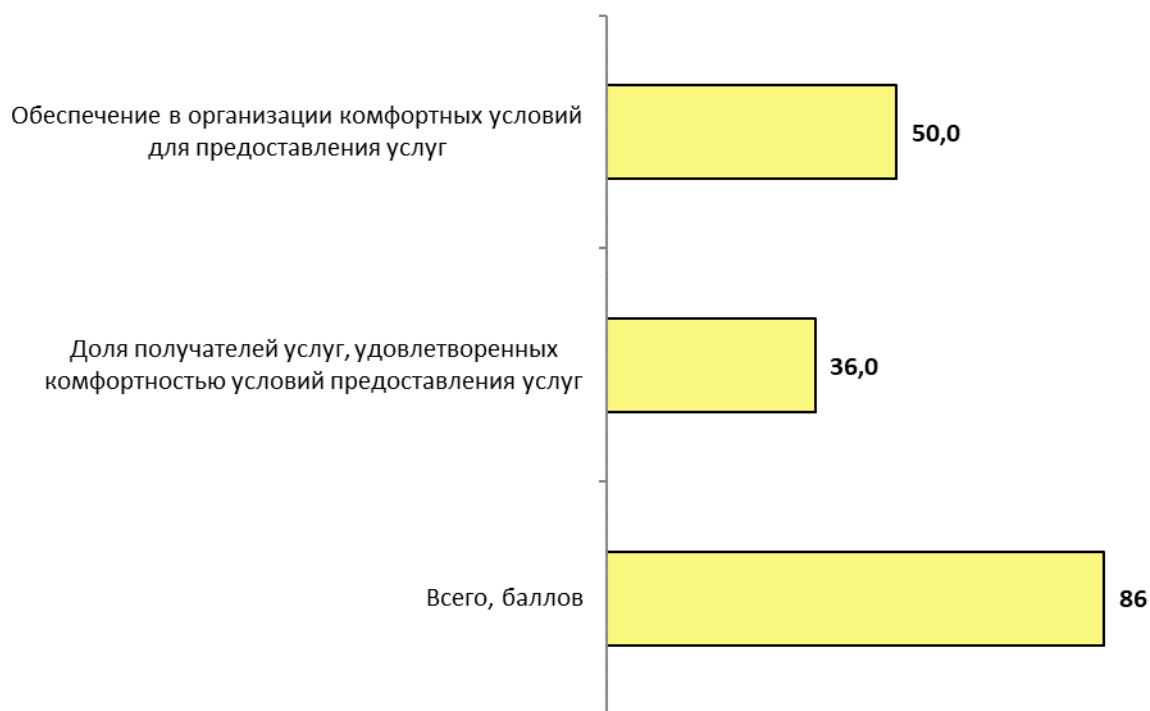 Обеспечение в организации комфортных условий
для предоставления услуг
50,0
Доля получателей услуг, удовлетворенных
комфортностью условий предоставления услуг
36,0
Всего, баллов
86